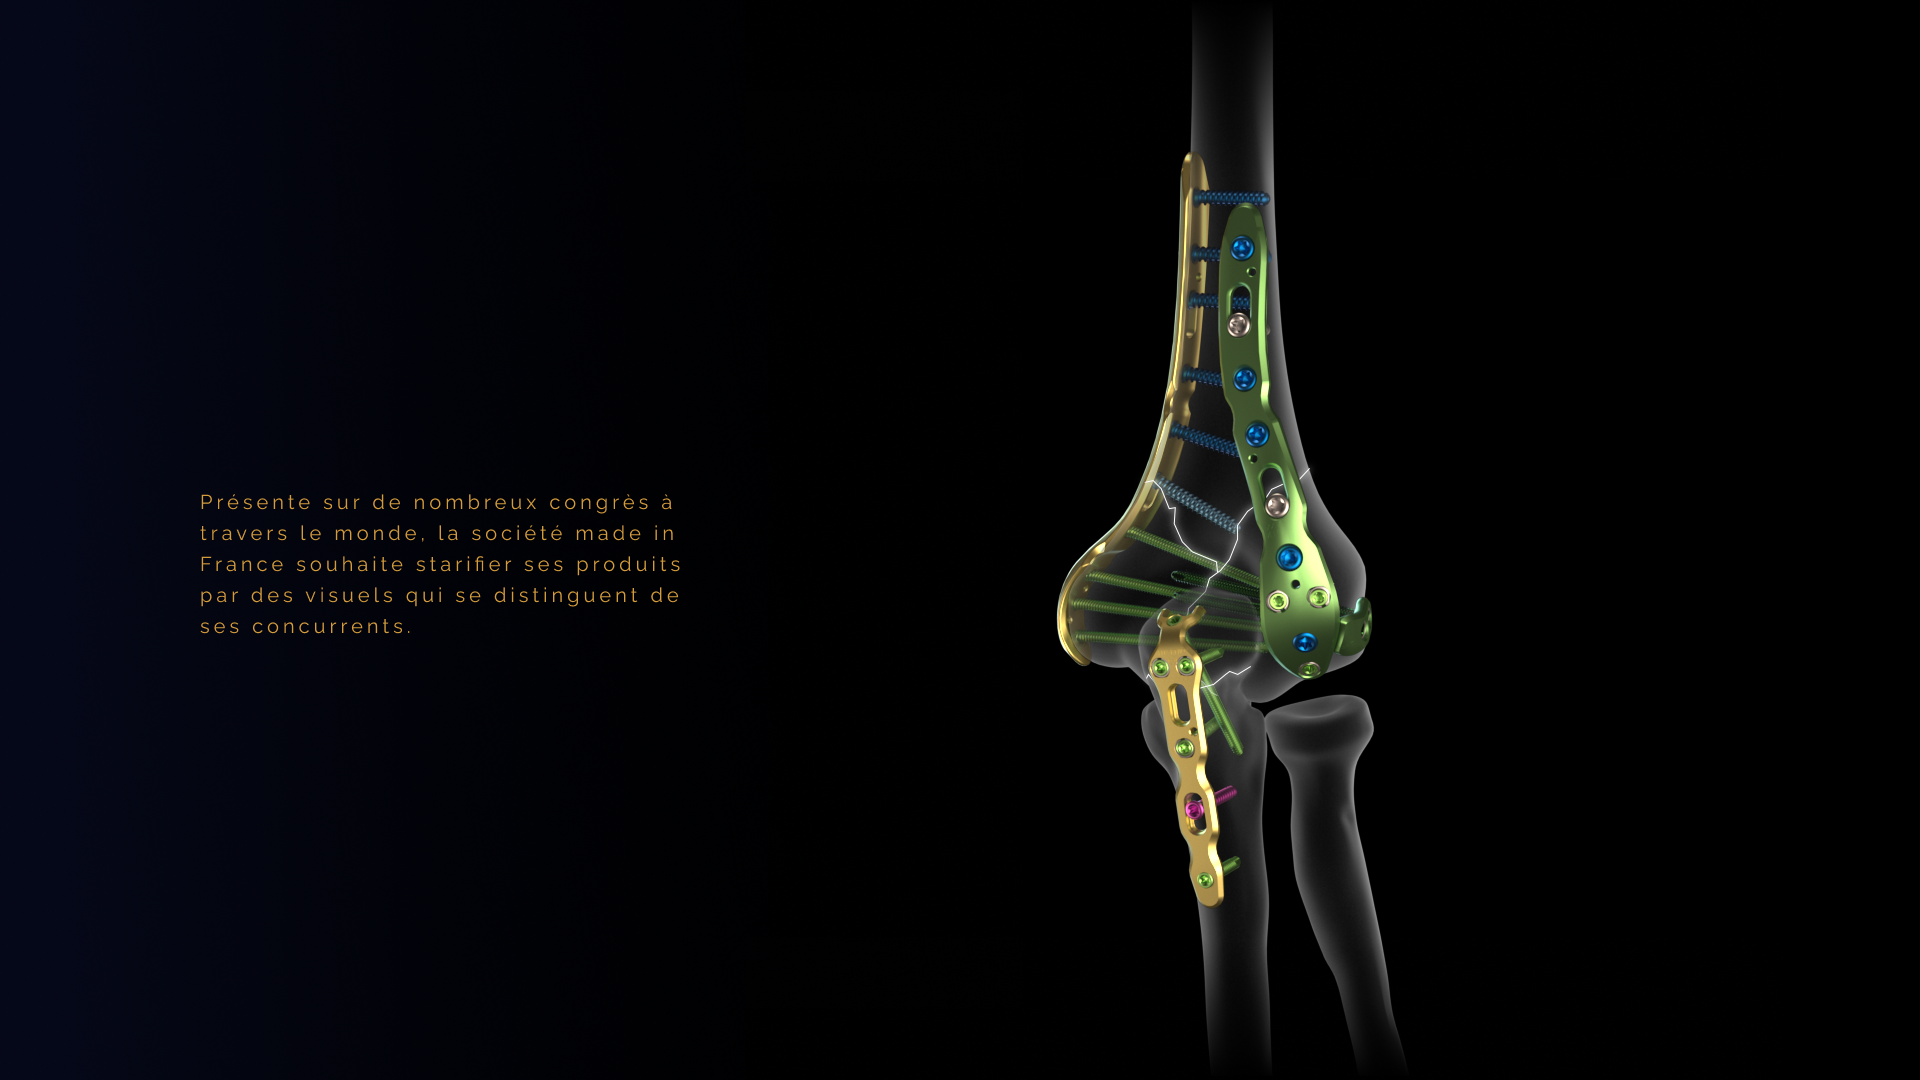 Présente sur de nombreux congrès à
travers le monde, la société made in
France souhaite starifier ses produits
par des visuels qui se distinguent de
ses concurrents.